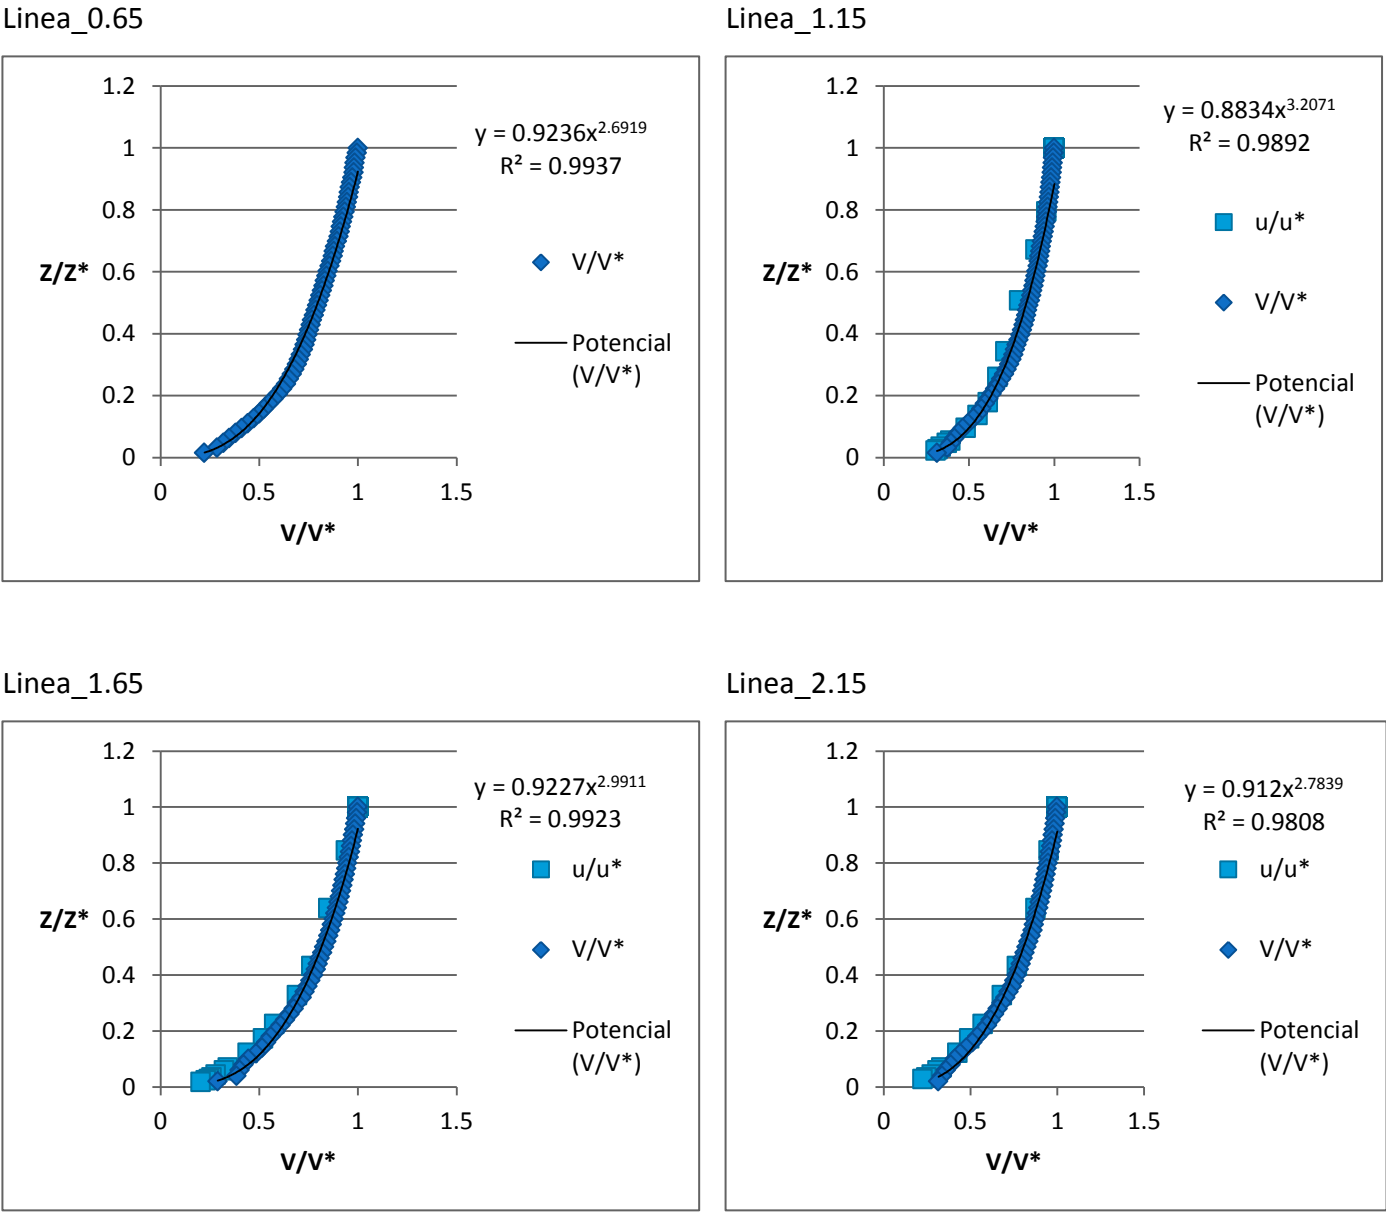 Linea_0.65
1.2
1
0.8
0.6
0.4
0.2
0
Z/Z*
0 0.5 1 1.5
V/V*
y = 0.9236x^2.6919
R² = 0.9937
V/V*
Potencial
(V/V*)
Linea_1.15
1.2
1
0.8
0.6
0.4
0.2
0
Z/Z*
0 0.5 1 1.5
V/V*
y = 0.8834x^3.2071
R² = 0.9892
u/u*
V/V*
Potencial
(V/V*)
Linea_1.65
1.2
1
0.8
0.6
0.4
0.2
0
Z/Z*
0 0.5 1 1.5
V/V*
y = 0.9227x^2.9911
R² = 0.9923
u/u*
V/V*
Potencial
(V/V*)
Linea_2.15
1.2
1
0.8
0.6
0.4
0.2
0
Z/Z*
0 0.5 1 1.5
V/V*
y = 0.912x^2.7839
R² = 0.9808
u/u*
V/V*
Potencial
(V/V*)